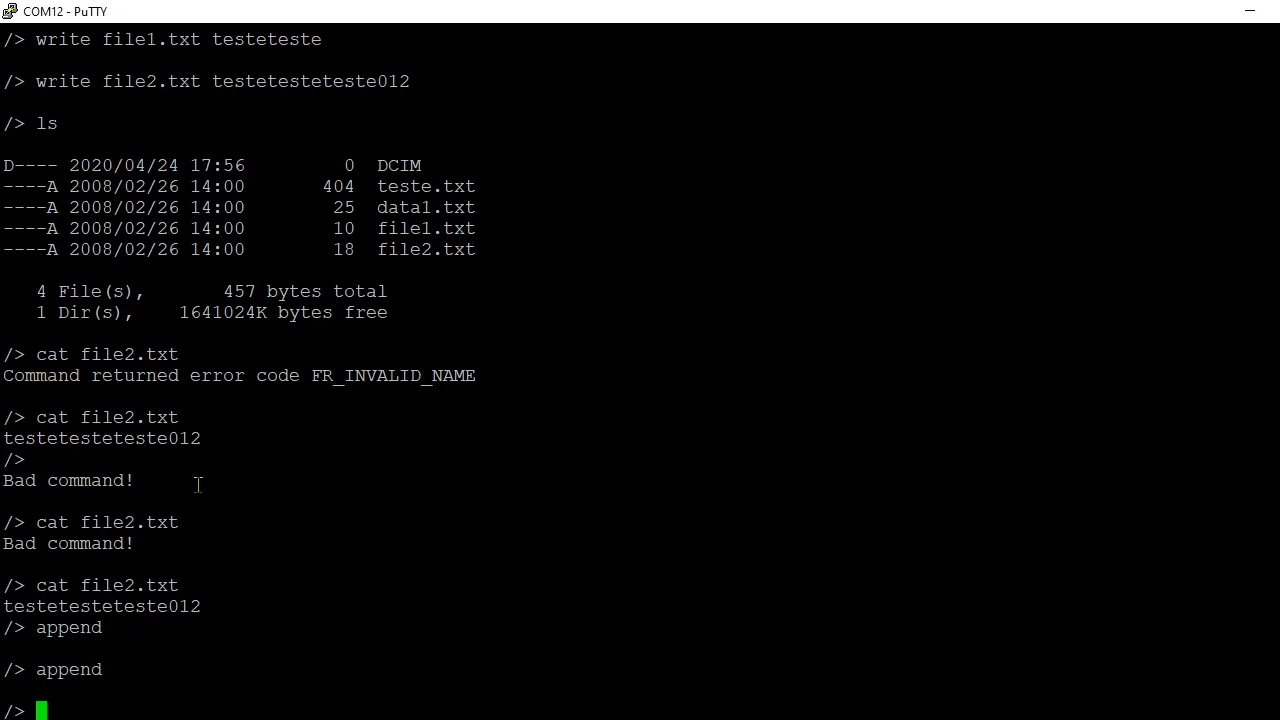 COM12 - PuTTY
/> write file1.txt testeteste
/> write file2.txt testetesteteste012
/> ls
D---- 2020/04/24 17:56         0  DCIM
----A 2008/02/26 14:00       404  teste.txt
----A 2008/02/26 14:00        25  data1.txt
----A 2008/02/26 14:00        10  file1.txt
----A 2008/02/26 14:00        18  file2.txt
   4 File(s),       457 bytes total
   1 Dir(s),    1641024K bytes free
/> cat file2.txt
Command returned error code FR_INVALID_NAME
/> cat file2.txt
testetesteteste012
/>
Bad command!
/> cat file2.txt
Bad command!
/> cat file2.txt
testetesteteste012
/> append
/> append
/>